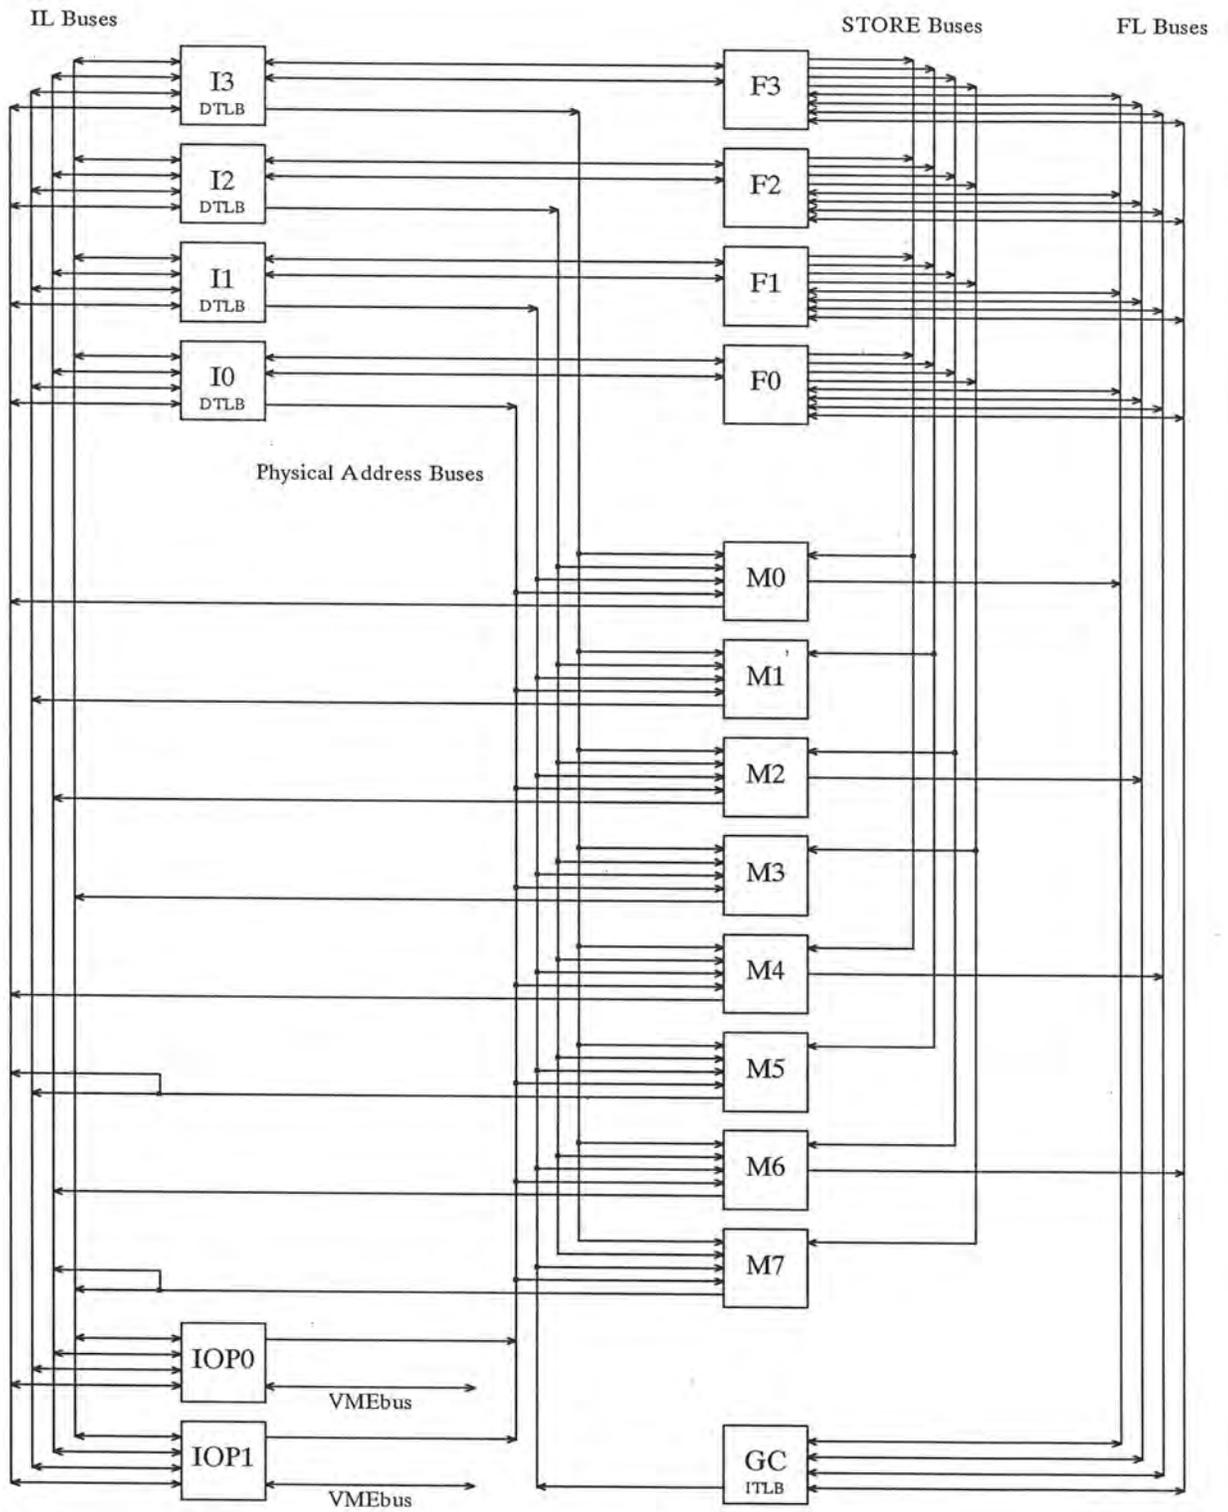 IL Buses
STORE Buses
FL Buses
I3
DTLB
F3
I2
DTLB
F2
I1
DTLB
F1
I0
DTLB
F0
Physical Address Buses
M0
M1
M2
M3
M4
M5
M6
M7
IOP0
VMEbus
IOP1
VMEbus
GC
ITLB